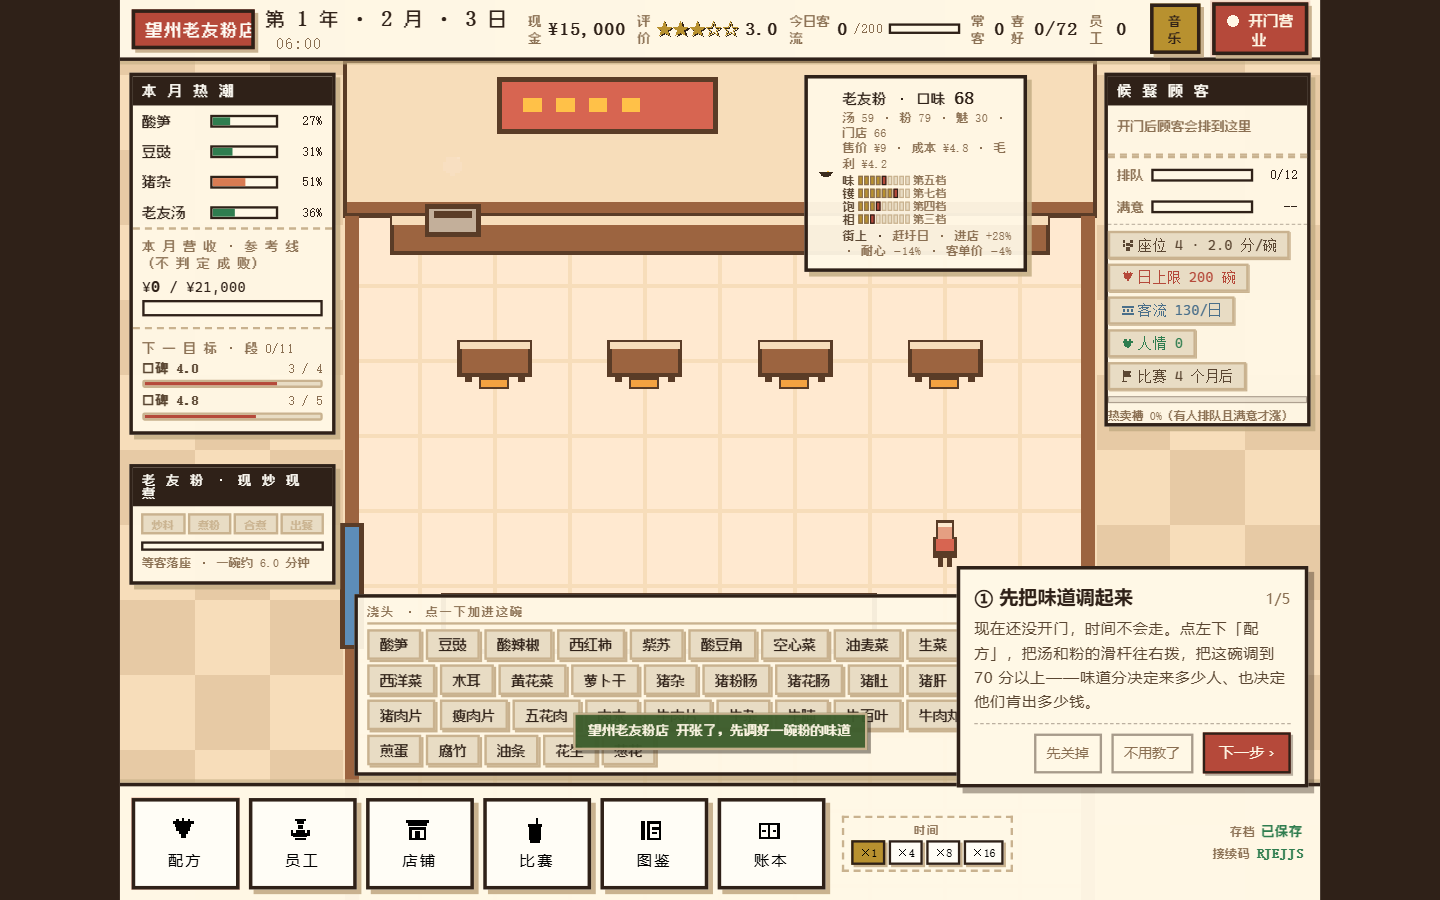 望州老友粉店
第 1 年 · 2 月 · 3 日
06:00
现金 ¥15,000
评价 3.0
今日客流 0 /200
常客 0
喜好 0/72
员工 0
音乐
开门营业
本月热潮
酸笋 27%
豆豉 31%
猪杂 51%
老友汤 36%
本月营收 · 参考线
(不判定成败)
¥0 / ¥21,000
下一目标 · 段 0/11
口碑 4.0 3 / 4
口碑 4.8 3 / 5
老友粉 · 现炒现煮
炒料 煮粉 合煮 出餐
等客落座 · 一碗约 6.0 分钟
老友粉 · 口味 68
汤 59 · 粉 79 · 魅 30 ·
门店 66
售价 ¥9 · 成本 ¥4.8 · 毛
利 ¥4.2
味 第五档
镬 第七档
饱 第四档
相 第三档
街上 · 赶圩日 · 进店 +28%
· 耐心 −14% · 客单价 −4%
候餐顾客
开门后顾客会排到这里
排队 0/12
满意 --
座位 4 · 2.0 分/碗
日上限 200 碗
客流 130/日
人情 0
比赛 4 个月后
热卖槽 0% (有人排队且满意才涨)
浇头 · 点一下加进这碗
酸笋 豆豉 酸辣椒 西红柿 紫苏 酸豆角 空心菜 油麦菜 生菜
西洋菜 木耳 黄花菜 萝卜干 猪杂 猪粉肠 猪花肠 猪肚 猪肝
猪肉片 瘦肉片 五花肉
煎蛋 腐竹 油条 花生 葱花
望州老友粉店 开张了，先调好一碗粉的味道
① 先把味道调起来 1/5
现在还没开门，时间不会走。点左下「配
方」，把汤和粉的滑杆往右拨，把这碗调到
70 分以上——味道分决定来多少人、也决定
他们肯出多少钱。
先关掉 不用教了 下一步 ›
配方 员工 店铺 比赛 图鉴 账本
时间
×1 ×4 ×8 ×16
存档 已保存
接续码 RJEJJS